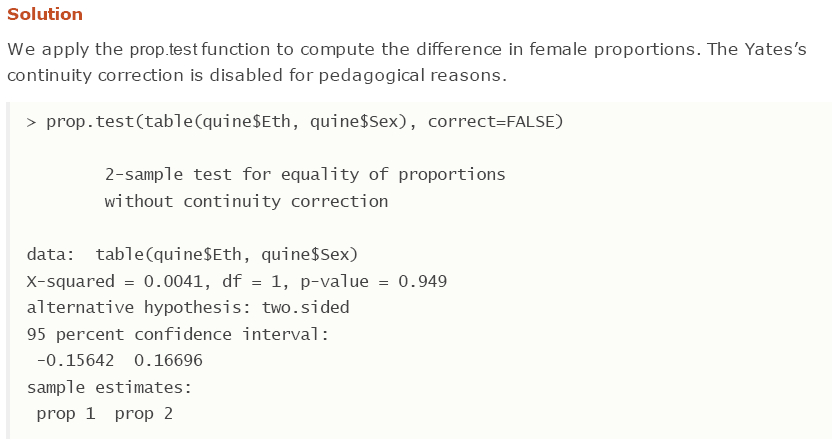 Solution
We apply the prop.test function to compute the difference in female proportions. The Yates’s
continuity correction is disabled for pedagogical reasons.
> prop.test(table(quine$Eth, quine$Sex), correct=FALSE)
2-sample test for equality of proportions
without continuity correction
data:  table(quine$Eth, quine$Sex)
X-squared = 0.0041, df = 1, p-value = 0.949
alternative hypothesis: two.sided
95 percent confidence interval:
-0.15642  0.16696
sample estimates:
prop 1  prop 2